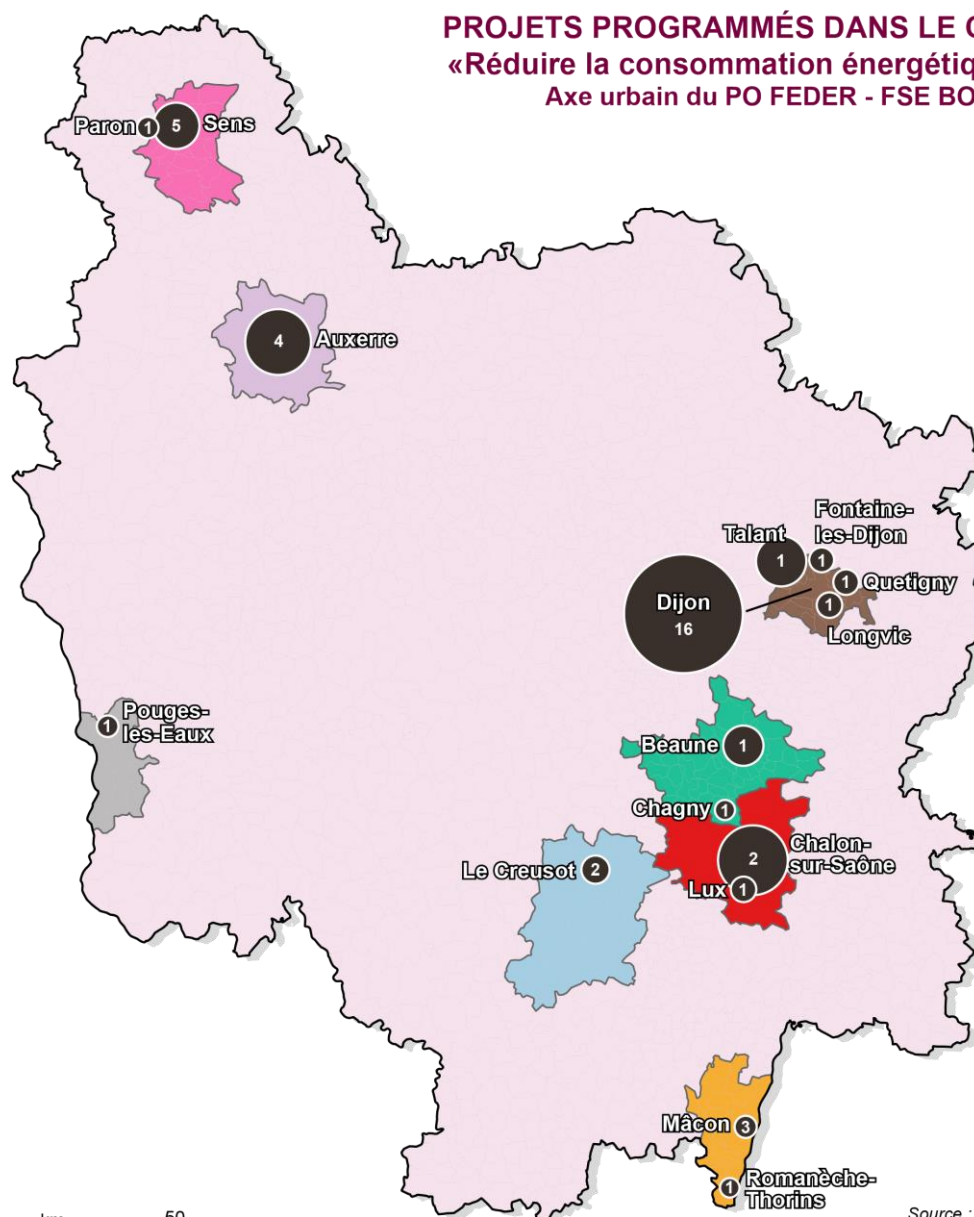 PROJETS PROGRAMMÉS DANS LE
«Réduire la consommation
Axe urbain du PO FEDER - FSE
Paron
1
5
Sens
4
Auxerre
Fontaine-
les-Dijon
Talant
1
1
1
Quetigny
Dijon
16
1
Longvic
1
Pouges-
les-Eaux
Beaune
1
Chagny
1
Chalon-
sur-Saône
2
Le Creusot
2
Lux
1
Mâcon
3
1
Romanèche-
Thorins
km
50
Source :